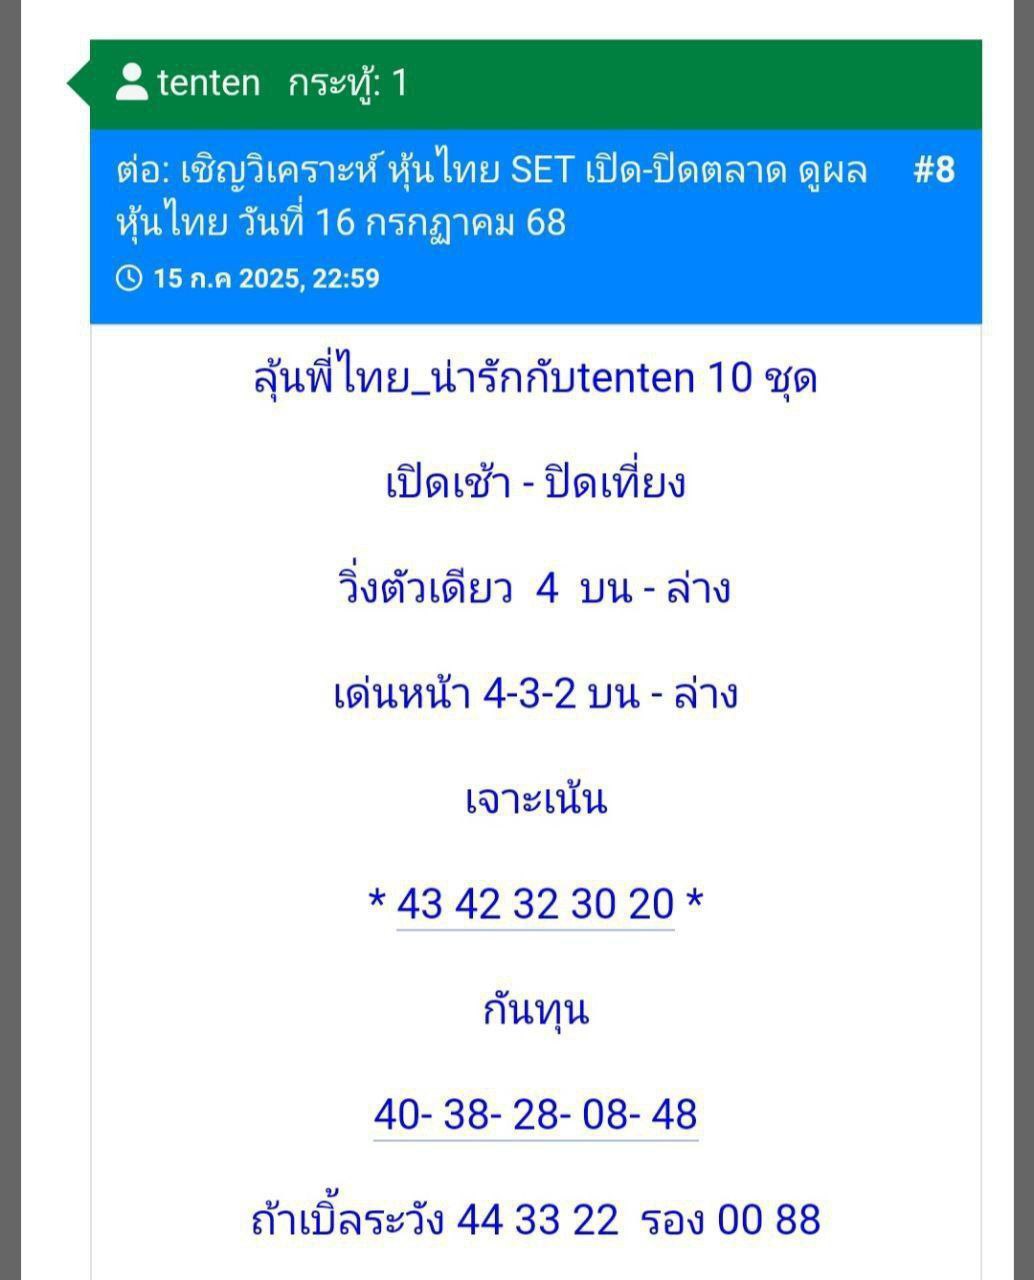 tenten กระทู้: 1
ต่อ: เชิญวิเคราะห์ หุ้นไทย SET เปิด-ปิดตลาด ดูผล #8
หุ้นไทย วันที่ 16 กรกฏาคม 68
15 ก.ค 2025, 22:59
ลุ้นพี่ไทย_น่ารักกับtenten 10 ชุด
เปิดเช้า - ปิดเที่ยง
วิ่งตัวเดียว 4 บน - ล่าง
เด่นหน้า 4-3-2 บน - ล่าง
เจาะเน้น
* 43 42 32 30 20 *
กันทุน
40- 38- 28- 08- 48
ถ้าเบิ้ลระวัง 44 33 22 รอง 00 88